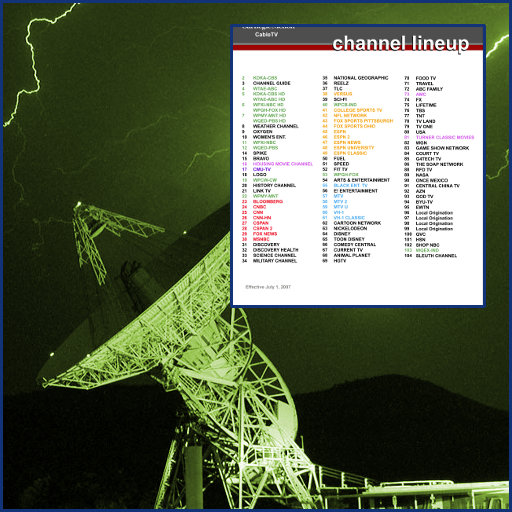 Carnegie Mellon
CableTV
channel lineup
2 KDKA-CBS
3 CHANNEL GUIDE
4 WTAE-ABC
5 KDKA-CBS HD
WTAE-ABC HD
6 WPXI-NBC HD
WPGH-FOX HD
7 WPMY-MNT HD
WQED-PBS HD
8 WEATHER CHANNEL
9 OXYGEN
10 WOMEN'S ENT.
11 WPXI-NBC
13 WQED-PBS
14 SPIKE
15 BRAVO
16 HOUSING MOVIE CHANNEL
17 CMU-TV
18 LOGO
19 WPCW-CW
20 HISTORY CHANNEL
21 LINK TV
22 WPMY-MNT
23 BLOOMBERG
24 CNBC
25 CNN
26 CNN-HN
27 CSPAN
28 CSPAN 2
29 FOX NEWS
30 MSNBC
31 DISCOVERY
32 DISCOVERY HEALTH
33 SCIENCE CHANNEL
34 MILITARY CHANNEL
35 NATIONAL GEOGRAPHIC
36 REELZ
37 TLC
38 VERSUS
39 SCI-FI
40 WPCB-IND
41 COLLEGE SPORTS TV
42 NFL NETWORK
43 FOX SPORTS PITTSBURGH
44 FOX SPORTS OHIO
45 ESPN
46 ESPN 2
47 ESPN NEWS
48 ESPN UNIVERSITY
49 ESPN CLASSIC
50 FUEL
51 SPEED
52 FIT TV
53 WPGH-FOX
54 ARTS & ENTERTAINMENT
55 BLACK ENT. TV
56 E! ENTERTAINMENT
57 MTV
58 MTV 2
59 MTV U
60 VH-1
61 VH-1 CLASSIC
62 CARTOON NETWORK
63 NICKELODEON
64 DISNEY
65 TOON DISNEY
66 COMEDY CENTRAL
67 CURRENT TV
68 ANIMAL PLANET
69 HGTV
70 FOOD TV
71 TRAVEL
72 ABC FAMILY
73 AMC
74 FX
75 LIFETIME
76 TBS
77 TNT
78 TV LAND
79 TV ONE
80 USA
81 TURNER CLASSIC MOVIES
82 WGN
83 GAME SHOW NETWORK
84 COURT TV
85 G4TECH TV
86 THE SOAP NETWORK
89 RFD TV
88 NASA
90 ONCE MEXICO
91 CENTRAL CHINA TV
92 AZN
93 GOL TV
94 BYU-TV
95 EWTN
96 Local Origination
97 Local Origination
98 Local Origination
99 Local Origination
100 QVC
101 HSN
102 SHOP NBC
103 WQEX-IND
104 SLEUTH CHANNEL
Effective July 1, 2007